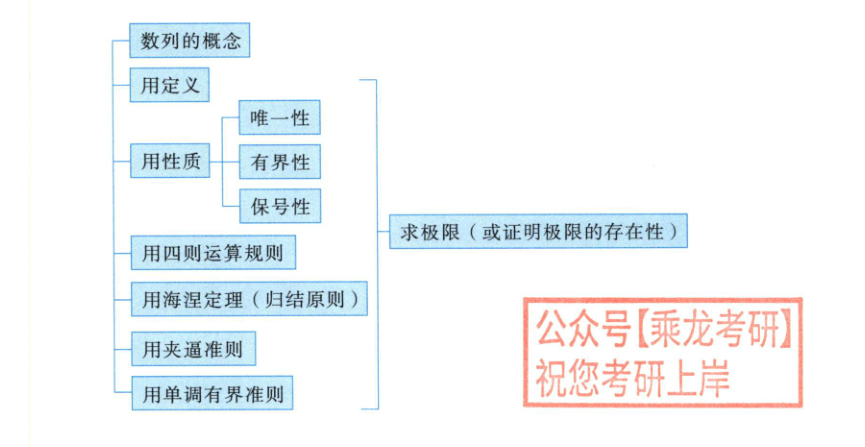 数列的概念
用定义
用性质
唯一性
有界性
保号性
用四则运算规则
用海涅定理（归结原则）
用夹逼准则
用单调有界准则
求极限（或证明极限的存在性）
公众号【乘龙考研】
祝您考研上岸